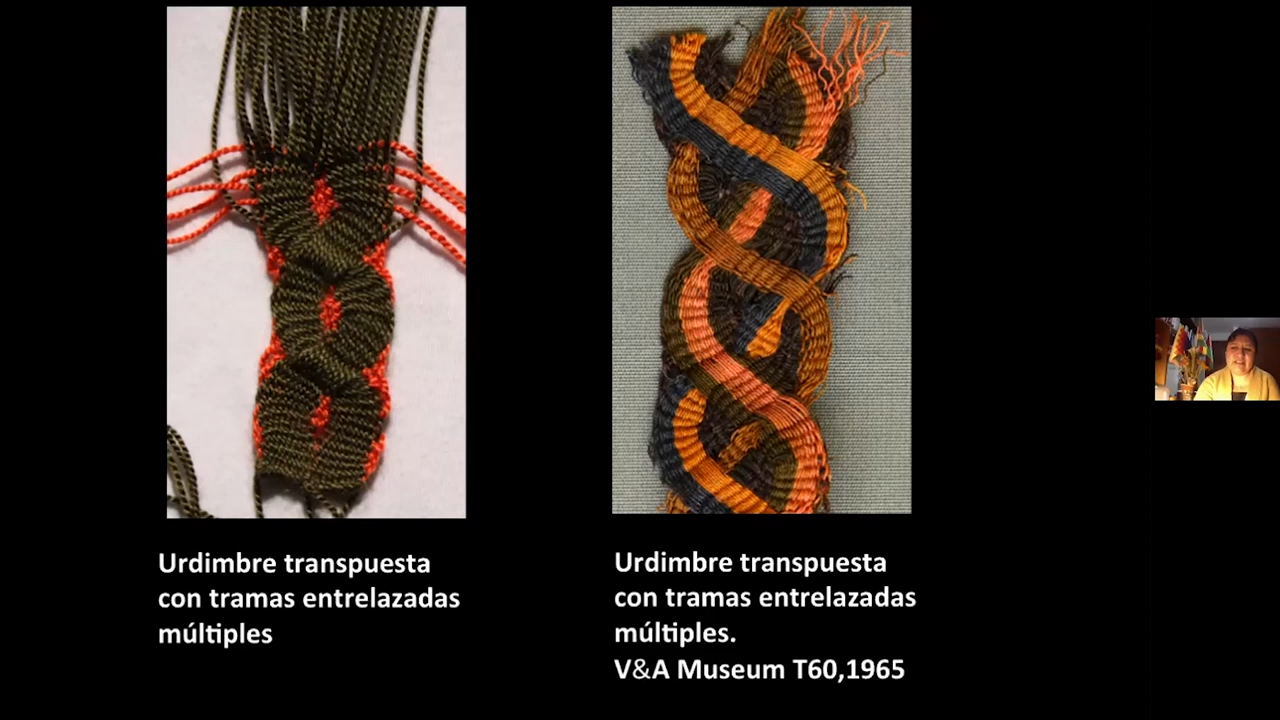 Urdimbre transpuesta
con tramas entrelazadas
múltiples
Urdimbre transpuesta
con tramas entrelazadas
múltiples.
V&A Museum T60,1965